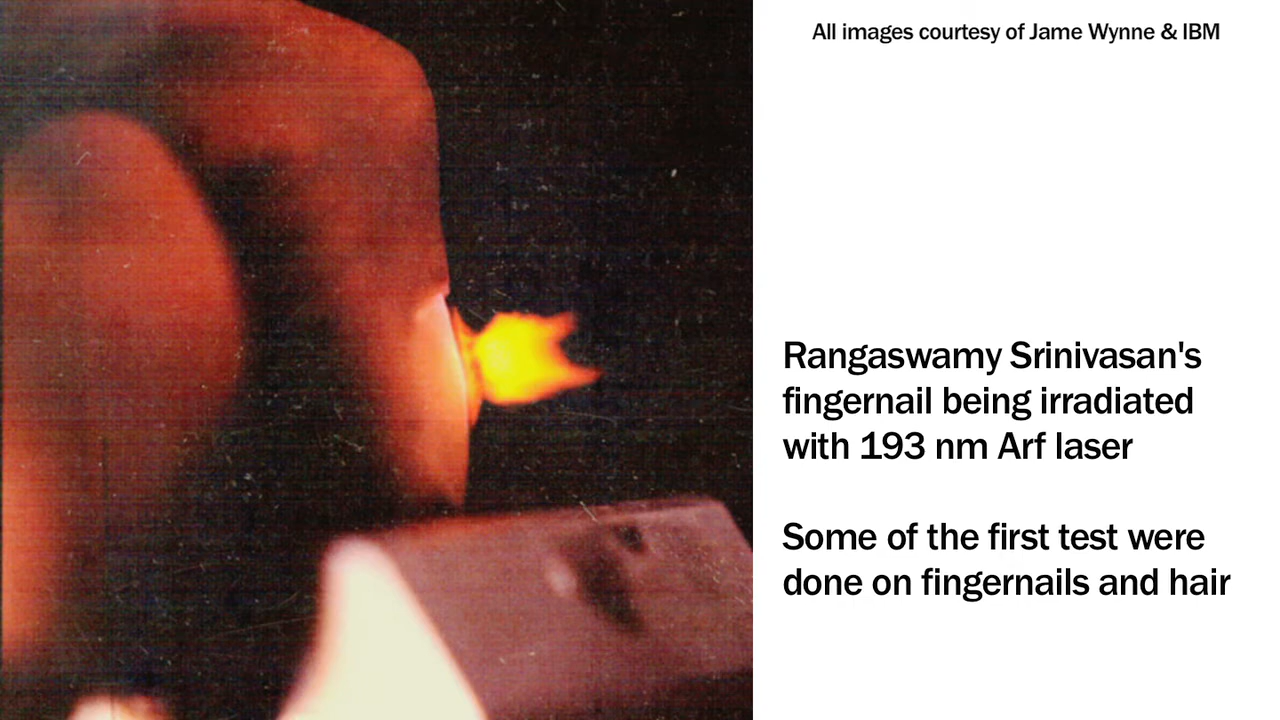 All images courtesy of Jame Wynne & IBM
Rangaswamy Srinivasan's
fingernail being irradiated
with 193 nm Arf laser
Some of the first test were
done on fingernails and hair